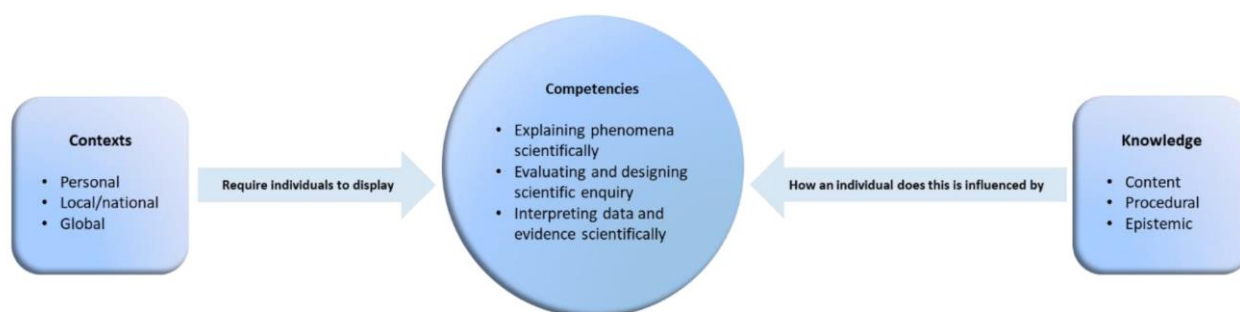 Contexts
• Personal
• Local/national
• Global
Require individuals to display
Competencies
• Explaining phenomena
scientifically
• Evaluating and designing
scientific enquiry
• Interpreting data and
evidence scientifically
How an individual does this is influenced by
Knowledge
• Content
• Procedural
• Epistemic